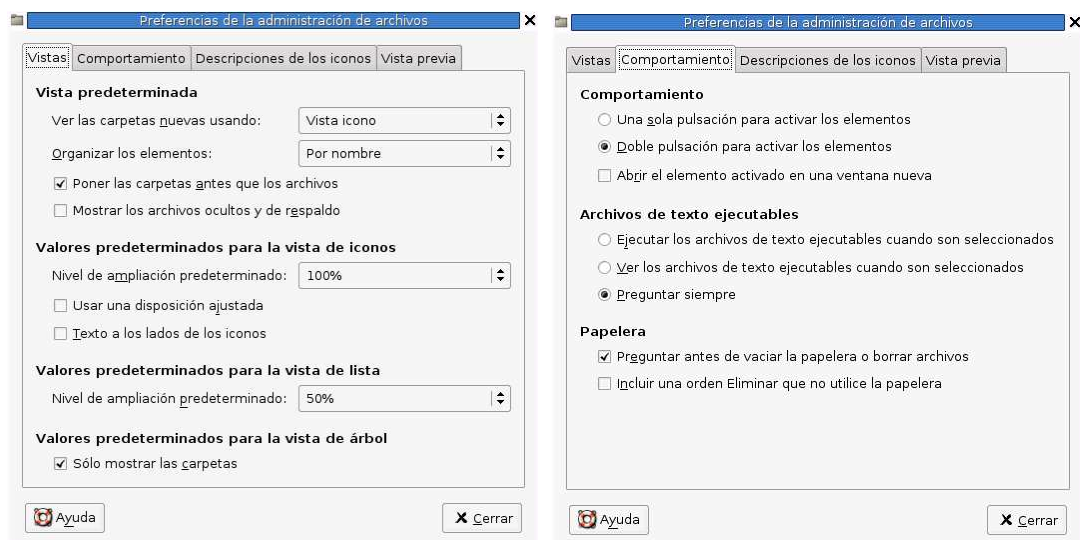 Preferencias de la administración de archivos
Vistas Comportamiento Descripciones de los iconos Vista previa
Vista predeterminada
Ver las carpetas nuevas usando: Vista icono
Organizar los elementos: Por nombre
Poner las carpetas antes que los archivos
Mostrar los archivos ocultos y de respaldo
Valores predeterminados para la vista de iconos
Nivel de ampliación predeterminado: 100%
Usar una disposición ajustada
Texto a los lados de los iconos
Valores predeterminados para la vista de lista
Nivel de ampliación predeterminado: 50%
Valores predeterminados para la vista de árbol
Sólo mostrar las carpetas
Ayuda Cerrar
Preferencias de la administración de archivos
Vistas Comportamiento Descripciones de los iconos Vista previa
Comportamiento
Una sola pulsación para activar los elementos
Doble pulsación para activar los elementos
Abrir el elemento activado en una ventana nueva
Archivos de texto ejecutables
Ejecutar los archivos de texto ejecutables cuando son seleccionados
Ver los archivos de texto ejecutables cuando son seleccionados
Preguntar siempre
Papelera
Preguntar antes de vaciar la papelera o borrar archivos
Incluir una orden Eliminar que no utilice la papelera
Ayuda Cerrar